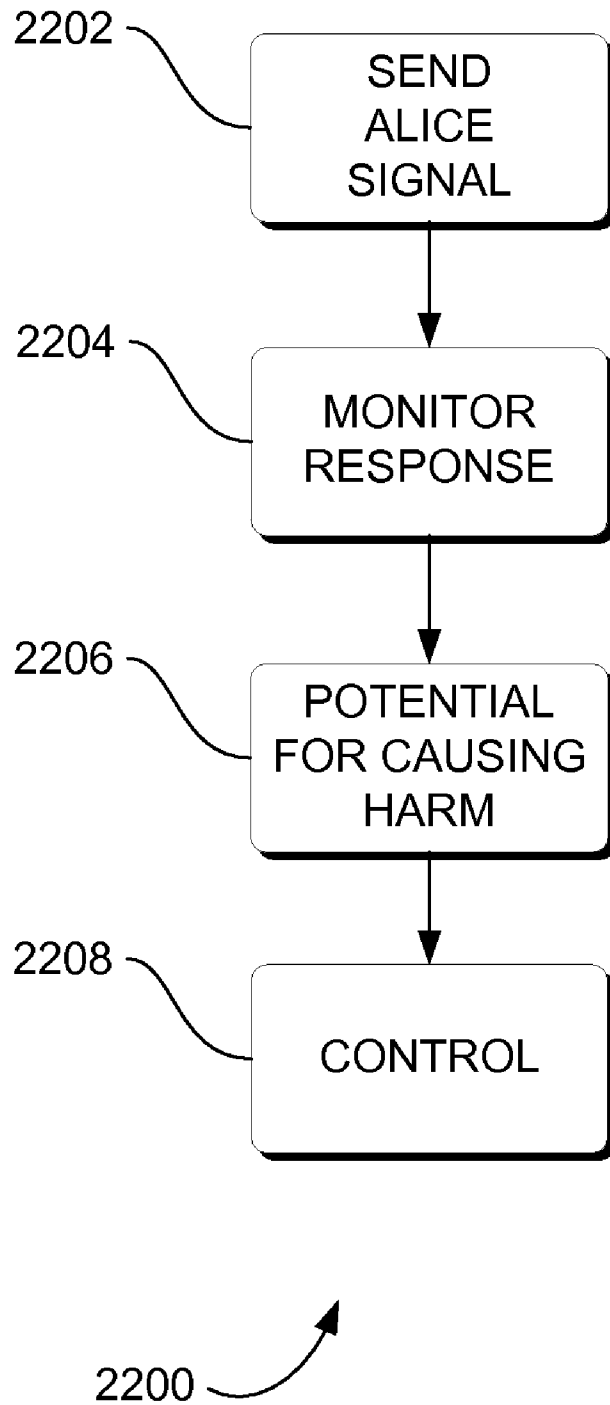 2202
SEND
ALICE
SIGNAL
2204
MONITOR
RESPONSE
2206
POTENTIAL
FOR CAUSING
HARM
2208
CONTROL
2200